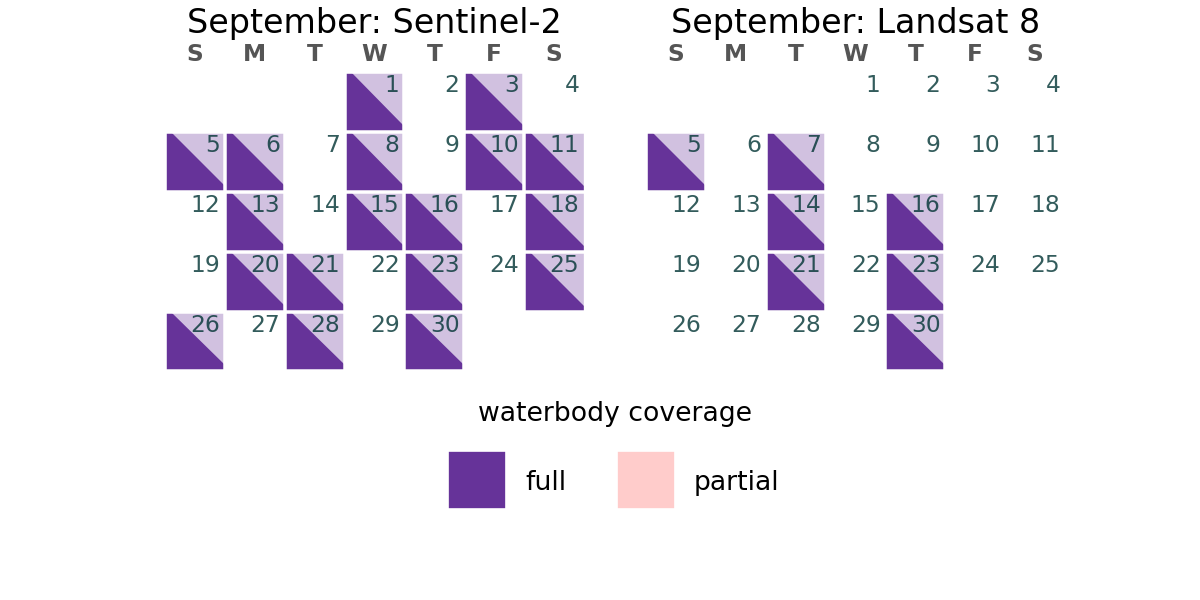 September: Sentinel-2
S M T W T F S
1 2 3 4
5 6 7 8 9 10 11
12 13 14 15 16 17 18
19 20 21 22 23 24 25
26 27 28 29 30
September: Landsat 8
S M T W T F S
1 2 3 4
5 6 7 8 9 10 11
12 13 14 15 16 17 18
19 20 21 22 23 24 25
26 27 28 29 30
waterbody coverage
full partial